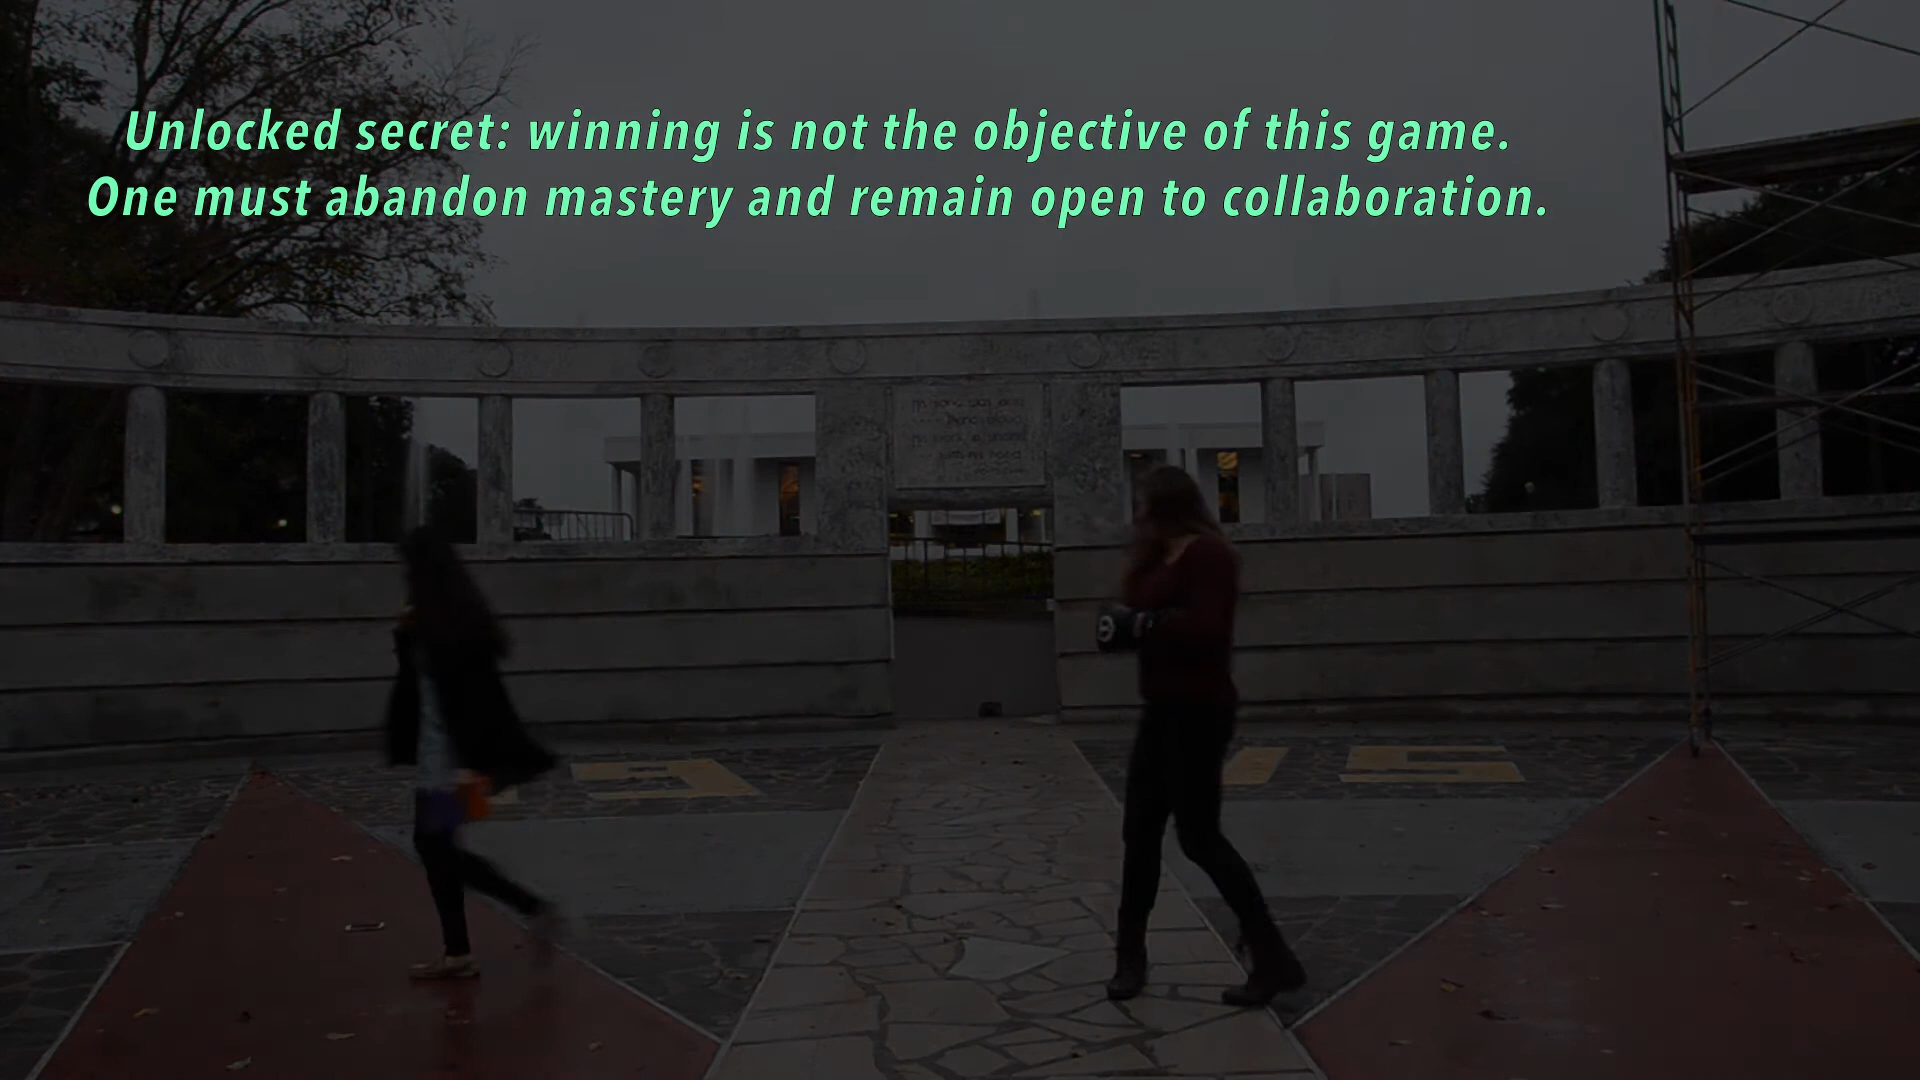 Unlocked secret: winning is not the objective of this game.
One must abandon mastery and remain open to collaboration.
15